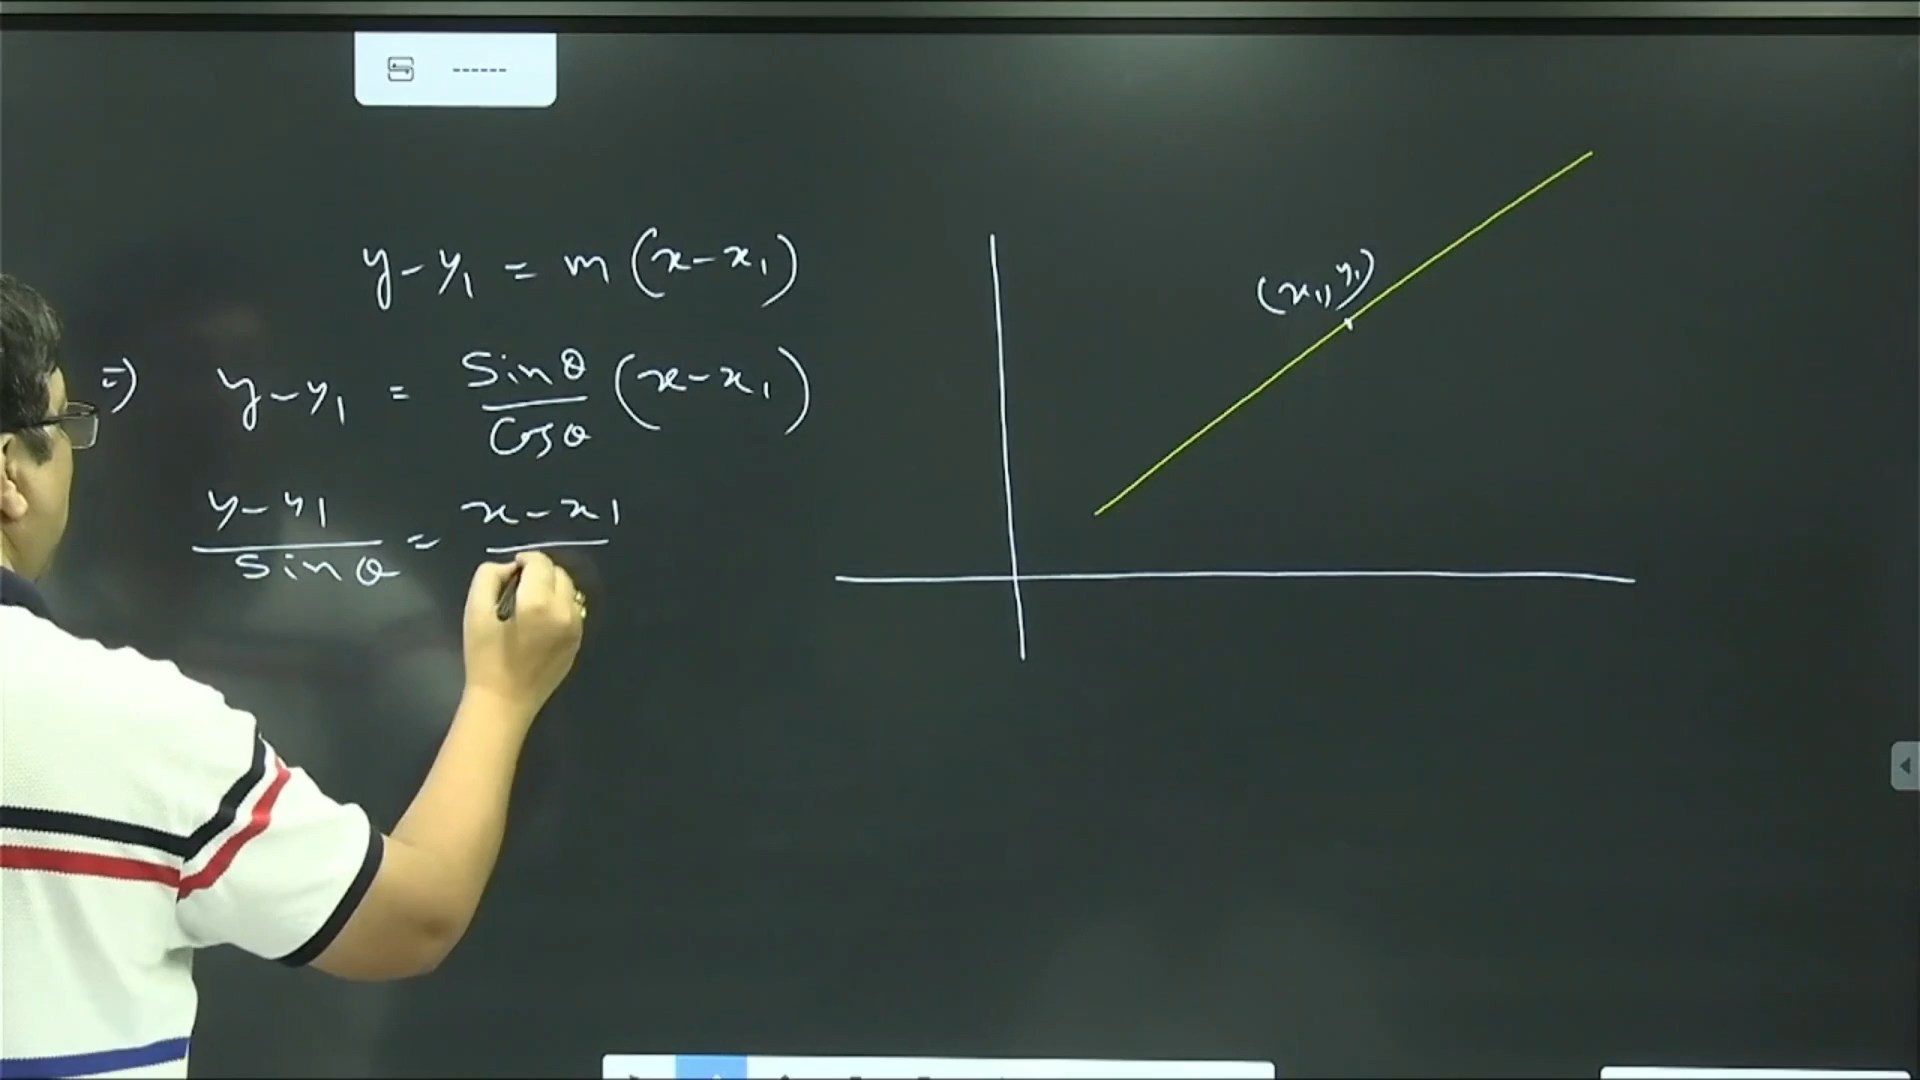 y-y₁ = m(x-x₁)
(x₁, y₁)
⇒) y-y₁ = Sinθ/Cosθ (x-x₁)
y-y₁/Sinθ = x-x₁